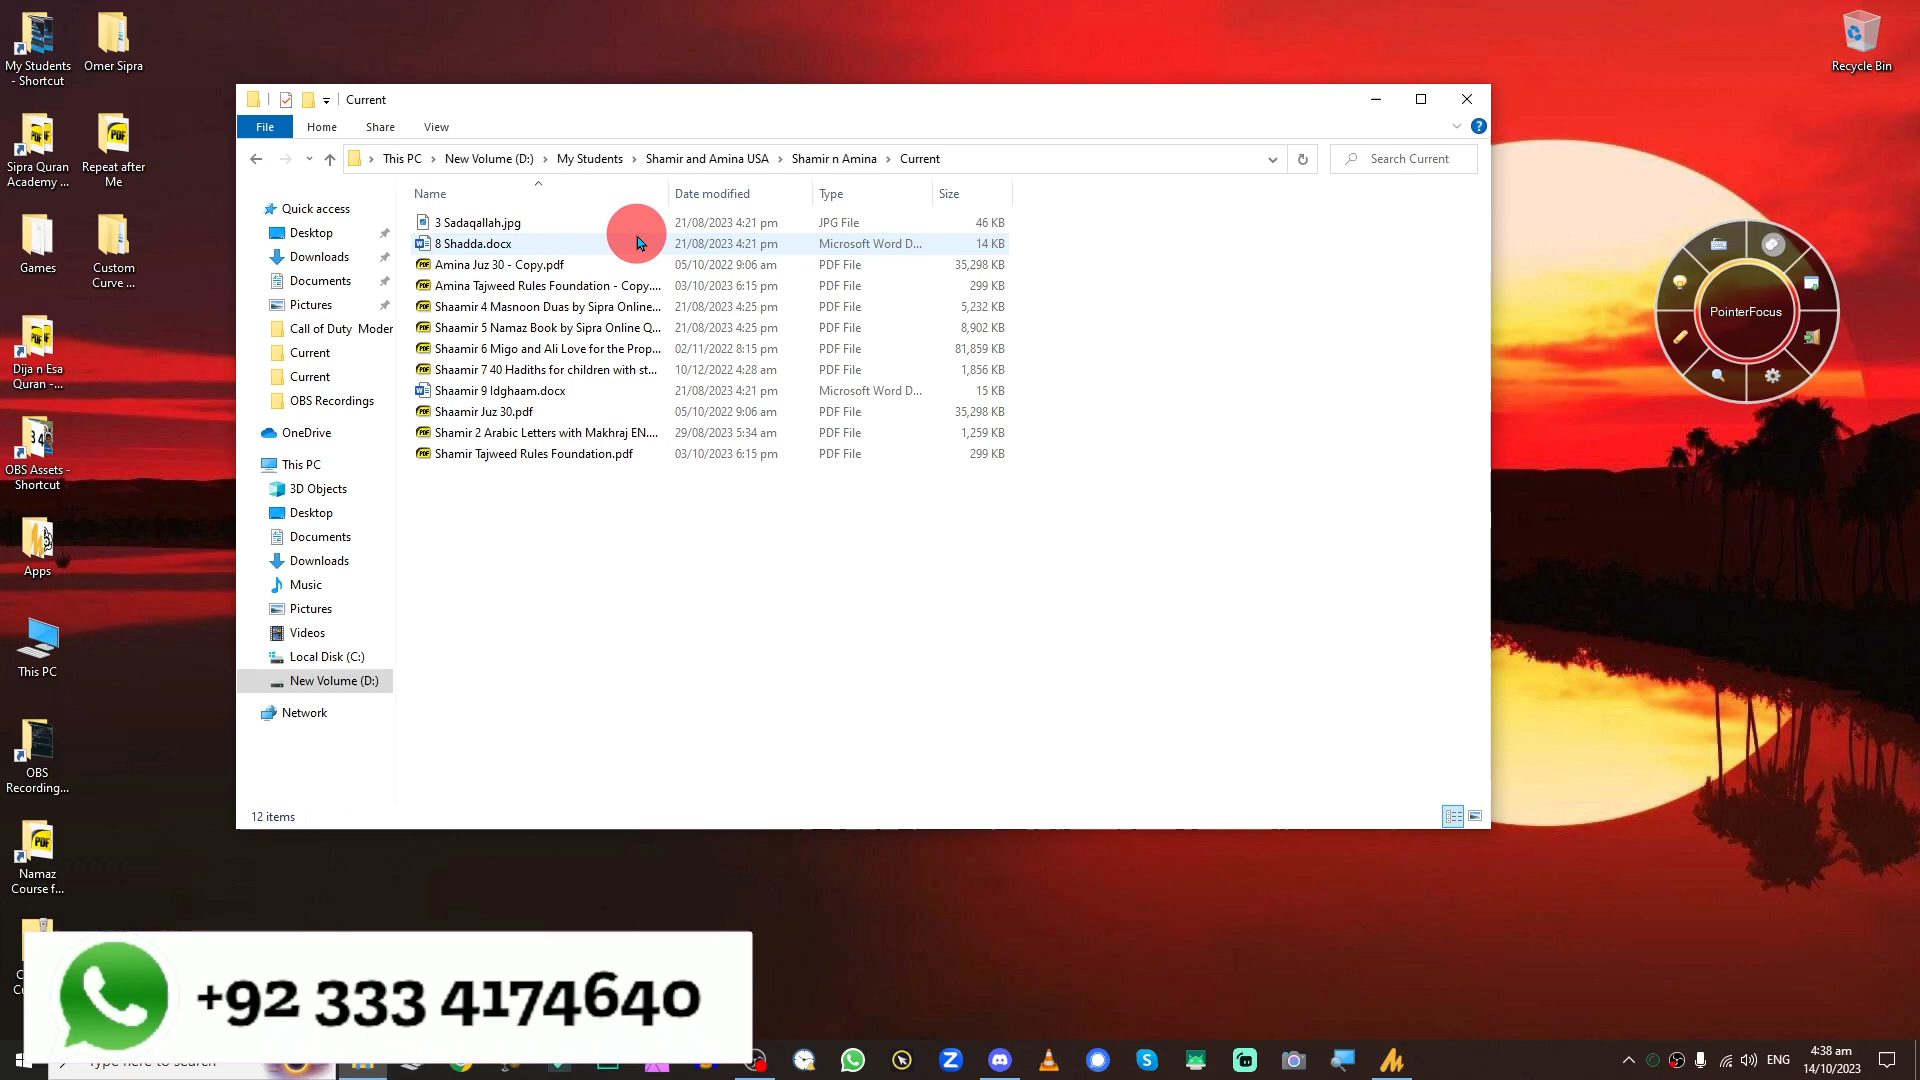 My Students
- Shortcut
Omer Sipra
Sipra Quran
Academy ...
Repeat after
Me
Games
Custom
Curve ...
Dija n Esa
Quran -...
OBS Assets -
Shortcut
Apps
This PC
OBS
Recording...
Namaz
Course f...
Recycle Bin
Current
File Home Share View
This PC New Volume (D:) My Students Shamir and Amina USA Shamir n Amina Current
Search Current
Quick access
Desktop
Downloads
Documents
Pictures
Call of Duty Moder
Current
Current
OBS Recordings
OneDrive
This PC
3D Objects
Desktop
Documents
Downloads
Music
Pictures
Videos
Local Disk (C:)
New Volume (D:)
Network
Name Date modified Type Size
3 Sadaqallah.jpg 21/08/2023 4:21 pm JPG File 46 KB
8 Shadda.docx 21/08/2023 4:21 pm Microsoft Word D... 14 KB
Amina Juz 30 - Copy.pdf 05/10/2022 9:06 am PDF File 35,298 KB
Amina Tajweed Rules Foundation - Copy.... 03/10/2023 6:15 pm PDF File 299 KB
Shaamir 4 Masnoon Duas by Sipra Online... 21/08/2023 4:25 pm PDF File 5,232 KB
Shaamir 5 Namaz Book by Sipra Online Q... 21/08/2023 4:25 pm PDF File 8,902 KB
Shaamir 6 Migo and Ali Love for the Prop... 02/11/2022 8:15 pm PDF File 81,859 KB
Shaamir 7 40 Hadiths for children with st... 10/12/2022 4:28 am PDF File 1,856 KB
Shaamir 9 Idghaam.docx 21/08/2023 4:21 pm Microsoft Word D... 15 KB
Shaamir Juz 30.pdf 05/10/2022 9:06 am PDF File 35,298 KB
Shamir 2 Arabic Letters with Makhraj EN.... 29/08/2023 5:34 am PDF File 1,259 KB
Shamir Tajweed Rules Foundation.pdf 03/10/2023 6:15 pm PDF File 299 KB
12 items
PointerFocus
+92 333 4174640
ENG
4:38 am
14/10/2023